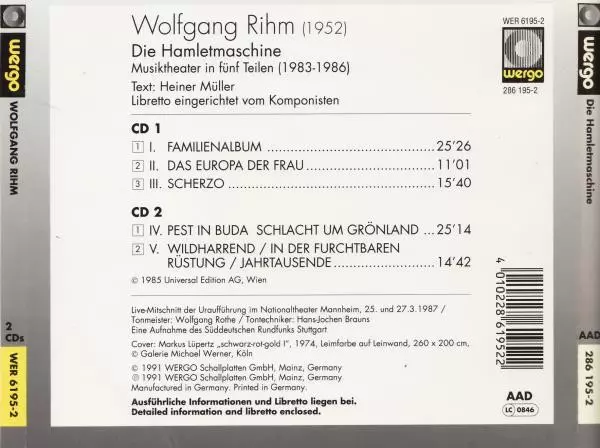 wergo
WOLFGANG RIHM
2
CDs
WER 6195-2
Wolfgang Rihm (1952)
Die Hamletmaschine
Musiktheater in fünf Teilen (1983-1986)
Text: Heiner Müller
Libretto eingerichtet vom Komponisten
WER 6195-2
wergo
286 195-2
CD 1
1 I. FAMILIENALBUM 25'26
2 II. DAS EUROPA DER FRAU 11'01
3 III. SCHERZO 15'40
CD 2
1 IV. PEST IN BUDA SCHLACHT UM GRÖNLAND ... 25'14
2 V. WILDHARREND / IN DER FURCHTBAREN
RÜSTUNG / JAHRTAUSENDE 14'42
© 1985 Universal Edition AG, Wien
Live-Mitschnitt der Uraufführung im Nationaltheater Mannheim, 25. und 27.3.1987 /
Tonmeister: Wolfgang Rothe / Tontechniker: Hans-Jochen Brauns
Eine Aufnahme des Süddeutschen Rundfunks Stuttgart
Cover: Markus Lüpertz „schwarz-rot-gold I", 1974, Leimfarbe auf Leinwand, 260 x 200 cm,
© Galerie Michael Werner, Köln
© 1991 WERGO Schallplatten GmbH, Mainz, Germany
℗ 1991 WERGO Schallplatten GmbH, Mainz, Germany
Manufactured in Germany. Printed in Germany.
Ausführliche Informationen und Libretto liegen bei.
Detailed information and libretto enclosed.
4 010228 619522
AAD
LC 0846
wergo
Die Hamletmaschine
AAD
286 195-2